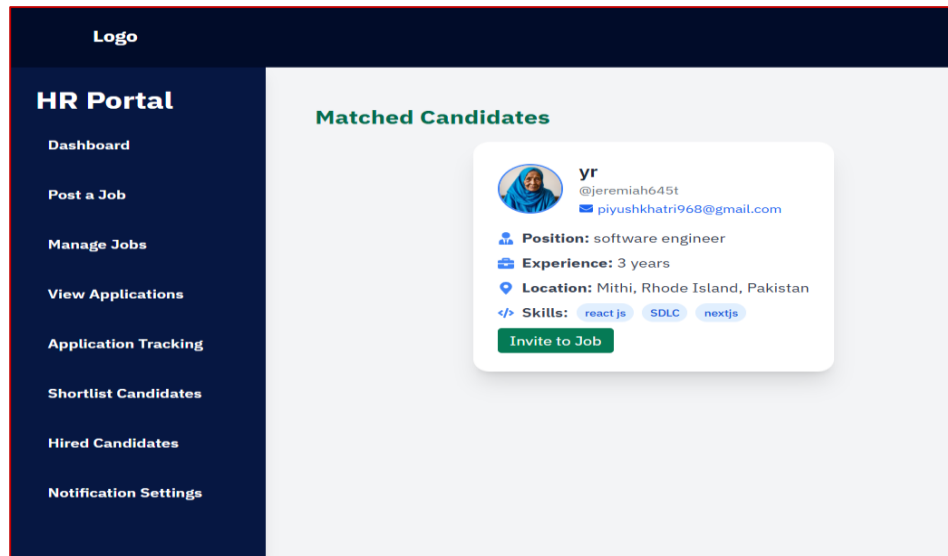 Logo
HR Portal
Dashboard
Post a Job
Manage Jobs
View Applications
Application Tracking
Shortlist Candidates
Hired Candidates
Notification Settings
Matched Candidates
yr
@jeremiah645t
piyushkhatri968@gmail.com
Position: software engineer
Experience: 3 years
Location: Mithi, Rhode Island, Pakistan
</> Skills: react js SDLC nextjs
Invite to Job